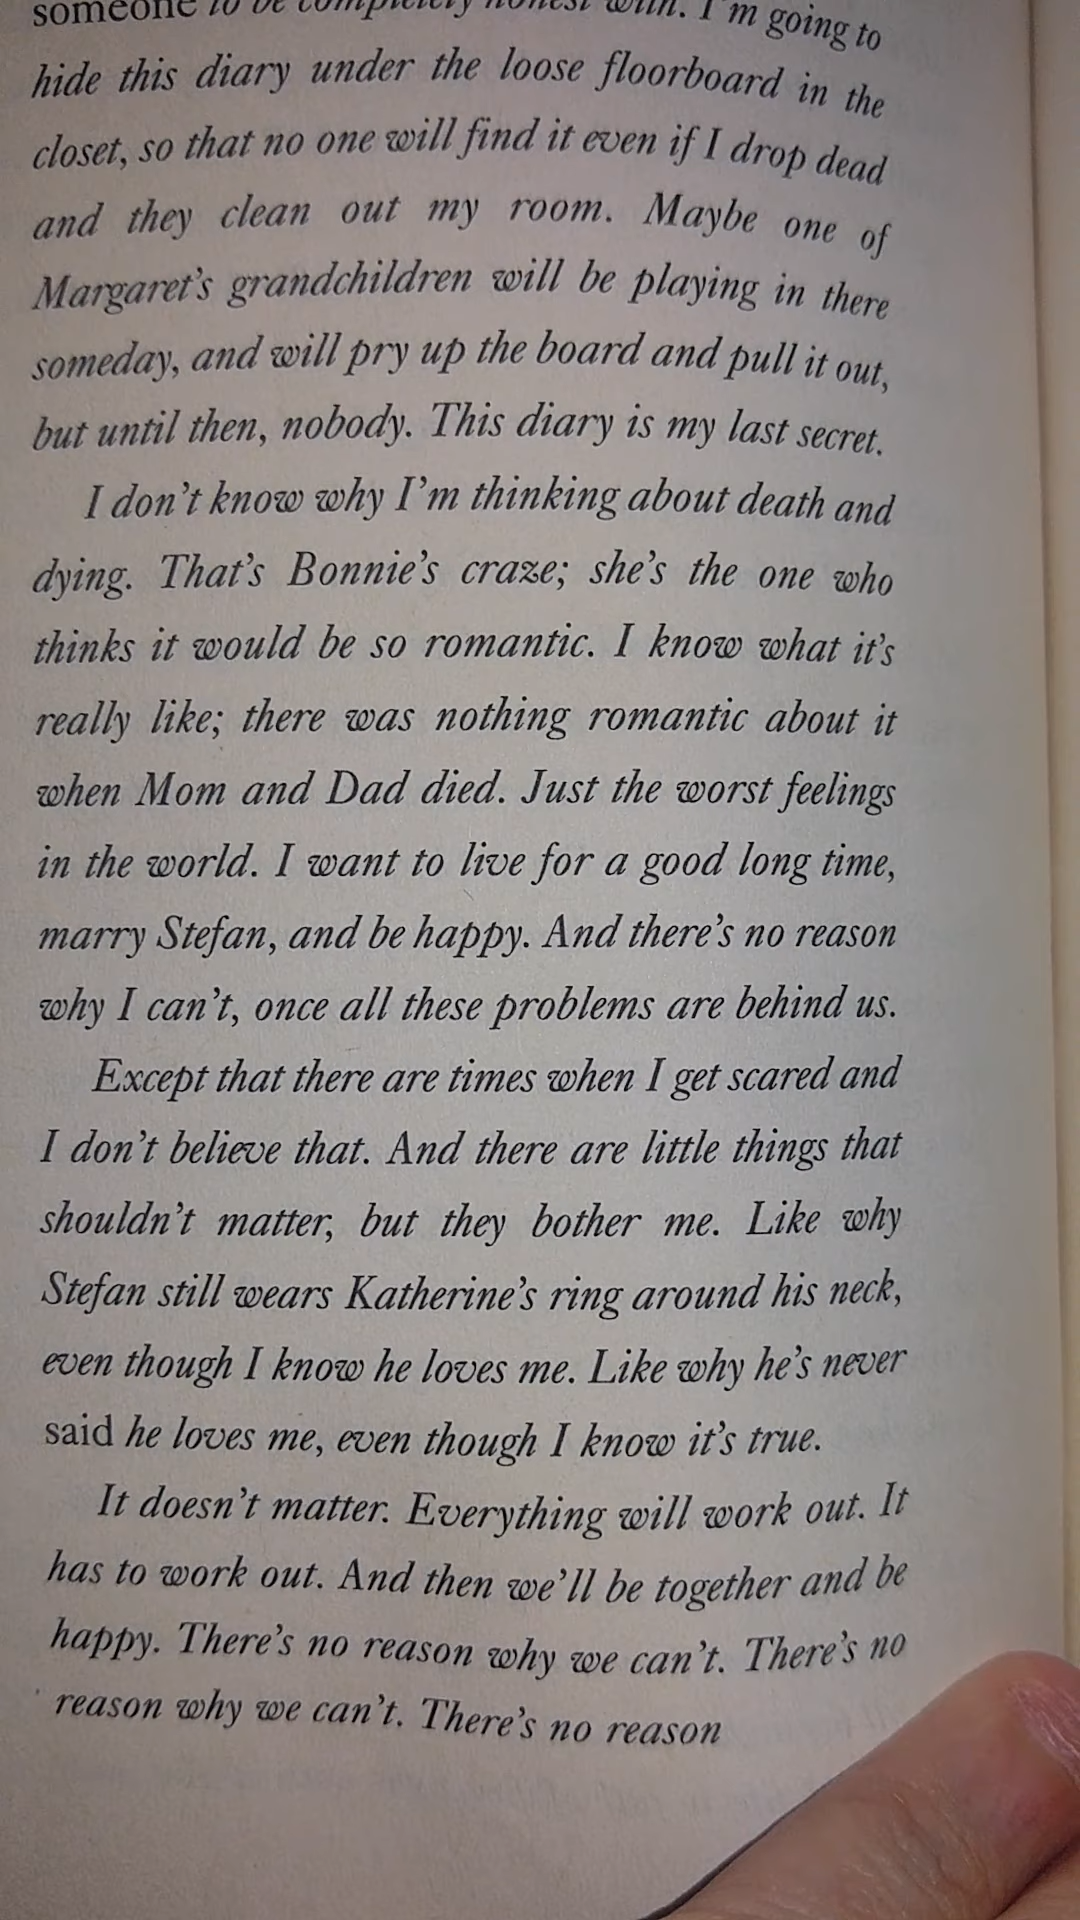 someone to be completely honest with. I'm going to
hide this diary under the loose floorboard in the
closet, so that no one will find it even if I drop dead
and they clean out my room. Maybe one of
Margaret's grandchildren will be playing in there
someday, and will pry up the board and pull it out,
but until then, nobody. This diary is my last secret.
I don't know why I'm thinking about death and
dying. That's Bonnie's craze; she's the one who
thinks it would be so romantic. I know what it's
really like; there was nothing romantic about it
when Mom and Dad died. Just the worst feelings
in the world. I want to live for a good long time,
marry Stefan, and be happy. And there's no reason
why I can't, once all these problems are behind us.
Except that there are times when I get scared and
I don't believe that. And there are little things that
shouldn't matter, but they bother me. Like why
Stefan still wears Katherine's ring around his neck,
even though I know he loves me. Like why he's never
said he loves me, even though I know it's true.
It doesn't matter. Everything will work out. It
has to work out. And then we'll be together and be
happy. There's no reason why we can't. There's no
reason why we can't. There's no reason